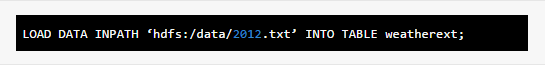 LOAD DATA INPATH ‘hdfs:/data/2012.txt’ INTO TABLE weatherext;